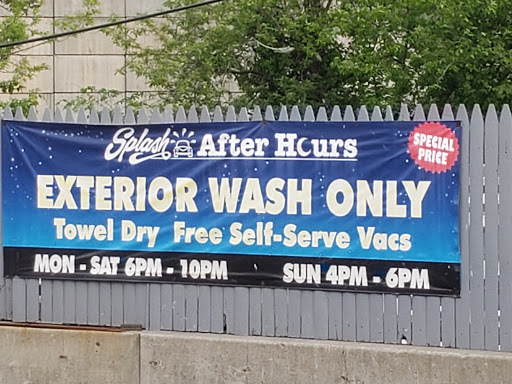 Splash After Hours
SPECIAL
PRICE
EXTERIOR WASH ONLY
Towel Dry Free Self-Serve Vacs
MON - SAT 6PM - 10PM SUN 4PM - 6PM